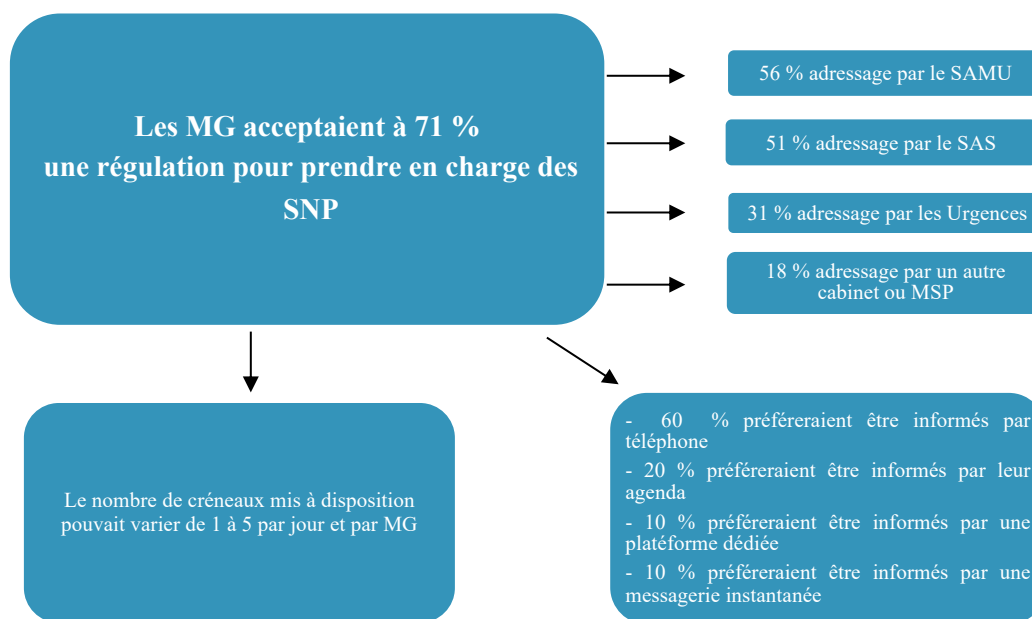 Les MG acceptaient à 71 %
une régulation pour prendre en charge des
SNP
56 % adressage par le SAMU
51 % adressage par le SAS
31 % adressage par les Urgences
18 % adressage par un autre
cabinet ou MSP
Le nombre de créneaux mis à disposition
pouvait varier de 1 à 5 par jour et par MG
- 60 % préféreraient être informés par
téléphone
- 20 % préféreraient être informés par leur
agenda
- 10 % préféreraient être informés par une
platéforme dédiée
- 10 % préféreraient être informés par une
messagerie instantanée